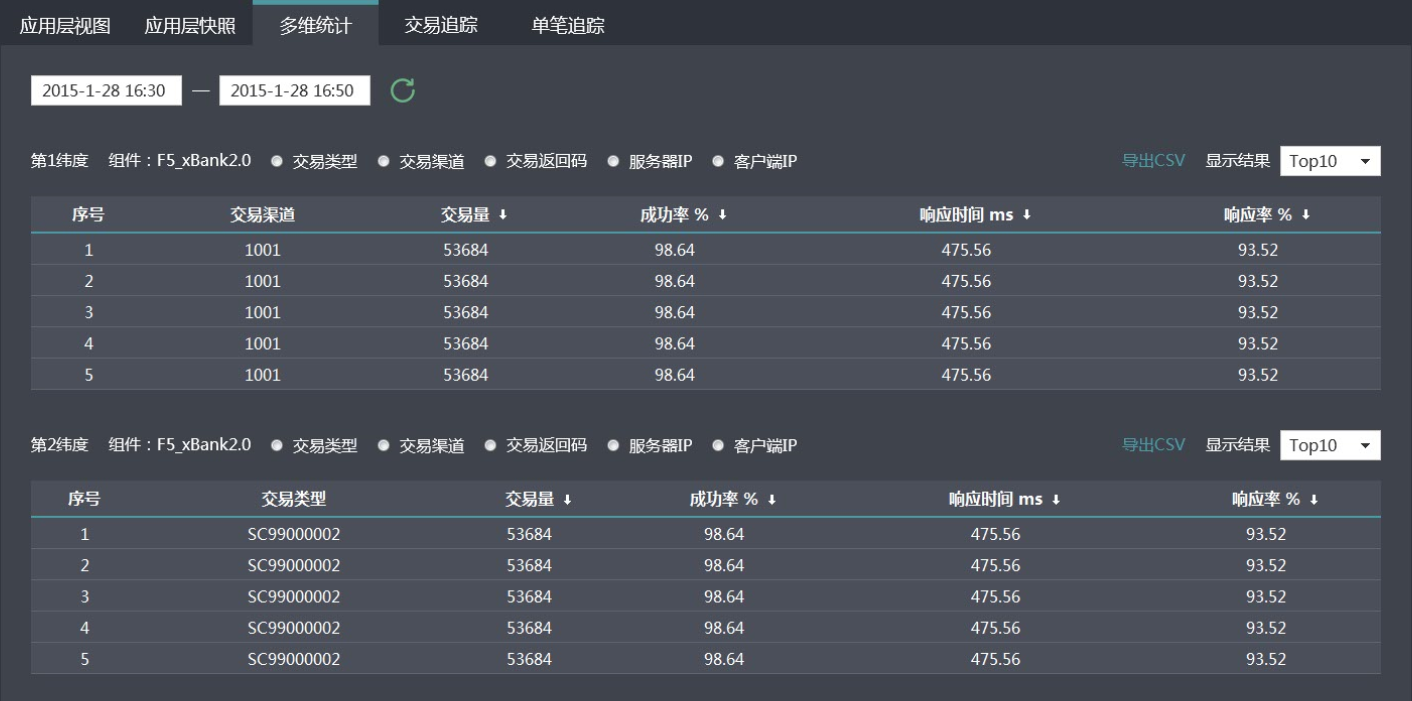 应用层视图 应用层快照 多维统计 交易追踪 单笔追踪
2015-1-28 16:30 — 2015-1-28 16:50
第1纬度 组件：F5_xBank2.0 交易类型 交易渠道 交易返回码 服务器IP 客户端IP 导出CSV 显示结果 Top10
序号 交易渠道 交易量 成功率 % 响应时间 ms 响应率 %
1 1001 53684 98.64 475.56 93.52
2 1001 53684 98.64 475.56 93.52
3 1001 53684 98.64 475.56 93.52
4 1001 53684 98.64 475.56 93.52
5 1001 53684 98.64 475.56 93.52
第2纬度 组件：F5_xBank2.0 交易类型 交易渠道 交易返回码 服务器IP 客户端IP 导出CSV 显示结果 Top10
序号 交易类型 交易量 成功率 % 响应时间 ms 响应率 %
1 SC99000002 53684 98.64 475.56 93.52
2 SC99000002 53684 98.64 475.56 93.52
3 SC99000002 53684 98.64 475.56 93.52
4 SC99000002 53684 98.64 475.56 93.52
5 SC99000002 53684 98.64 475.56 93.52